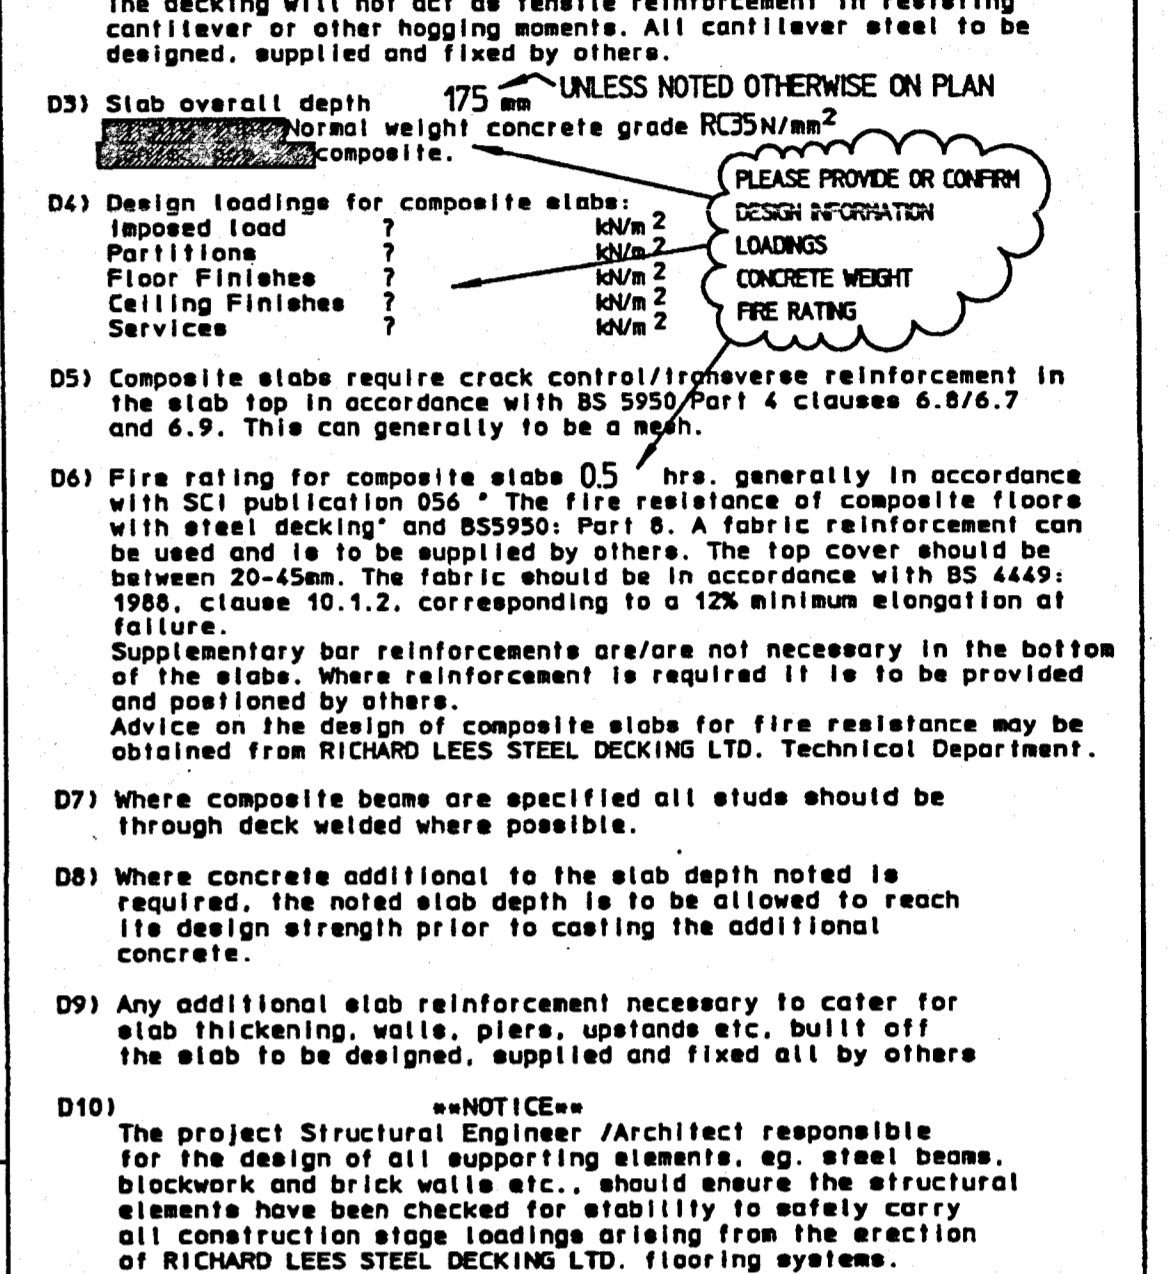 The decking will not act as tensile reinforcement in resisting
cantilever or other hogging moments. All cantilever steel to be
designed, supplied and fixed by others.
D3) Slab overall depth 175 mm UNLESS NOTED OTHERWISE ON PLAN
Normal weight concrete grade RC35N/mm2
composite.
PLEASE PROVIDE OR CONFIRM
DESIGN INFORMATION
LOADINGS
CONCRETE WEIGHT
FIRE RATING
D4) Design loadings for composite slabs:
Imposed load ? kN/m2
Partitions ? kN/m2
Floor Finishes ? kN/m2
Ceiling Finishes ? kN/m2
Services ? kN/m2
D5) Composite slabs require crack control/transverse reinforcement in
the slab top in accordance with BS 5950 Part 4 clauses 6.8/6.7
and 6.9. This can generally to be a mesh.
D6) Fire rating for composite slabs 0.5 hrs. generally in accordance
with SCI publication 056 " The fire resistance of composite floors
with steel decking" and BS5950: Part 8. A fabric reinforcement can
be used and is to be supplied by others. The top cover should be
between 20-45mm. The fabric should be in accordance with BS 4449:
1988, clause 10.1.2, corresponding to a 12% minimum elongation at
failure.
Supplementary bar reinforcements are/are not necessary in the bottom
of the slabs. Where reinforcement is required it is to be provided
and postioned by others.
Advice on the design of composite slabs for fire resistance may be
obtained from RICHARD LEES STEEL DECKING LTD. Technical Department.
D7) Where composite beams are specified all studs should be
through deck welded where possible.
D8) Where concrete additional to the slab depth noted is
required, the noted slab depth is to be allowed to reach
its design strength prior to casting the additional
concrete.
D9) Any additional slab reinforcement necessary to cater for
slab thickening, walls, piers, upstands etc, built off
the slab to be designed, supplied and fixed all by others
D10) **NOTICE**
The project Structural Engineer /Architect responsible
for the design of all supporting elements, eg. steel beams,
blockwork and brick walls etc., should ensure the structural
elements have been checked for stability to safely carry
all construction stage loadings arising from the erection
of RICHARD LEES STEEL DECKING LTD. flooring systems.